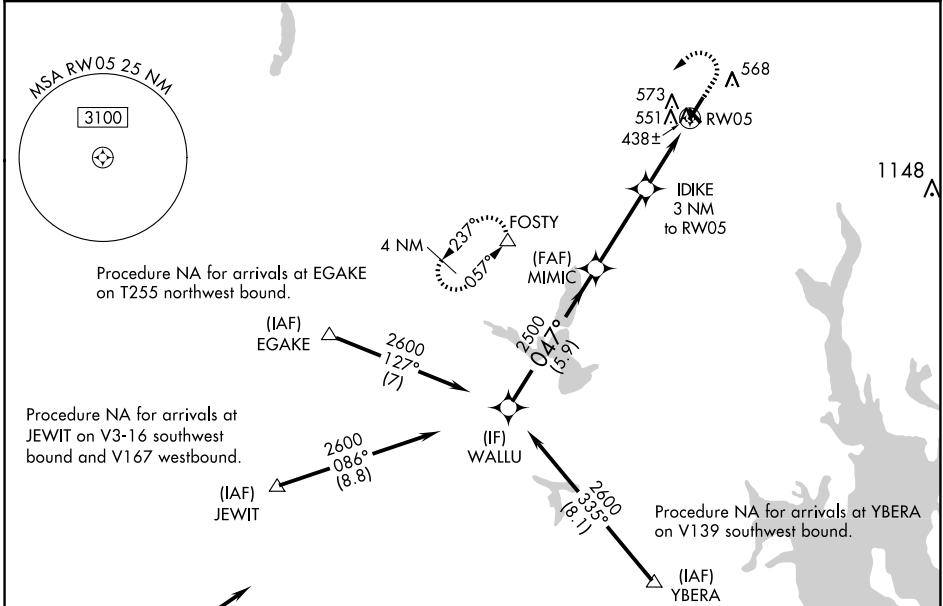 MSA RW05 25 NM
3100
568
573
551
438±
RW05
1148
IDIKE
3 NM
to RW05
FOSTY
4 NM
237°
057°
(FAF)
MIMIC
Procedure NA for arrivals at EGAKE
on T255 northwest bound.
(IAF)
EGAKE
2600
127°
(7)
2500
047°
(5.9)
Procedure NA for arrivals at
JEWIT on V3-16 southwest
bound and V167 westbound.
(IF)
WALLU
2600
086°
(8.8)
(IAF)
JEWIT
2600
335°
(8.1)
Procedure NA for arrivals at YBERA
on V139 southwest bound.
(IAF)
YBERA